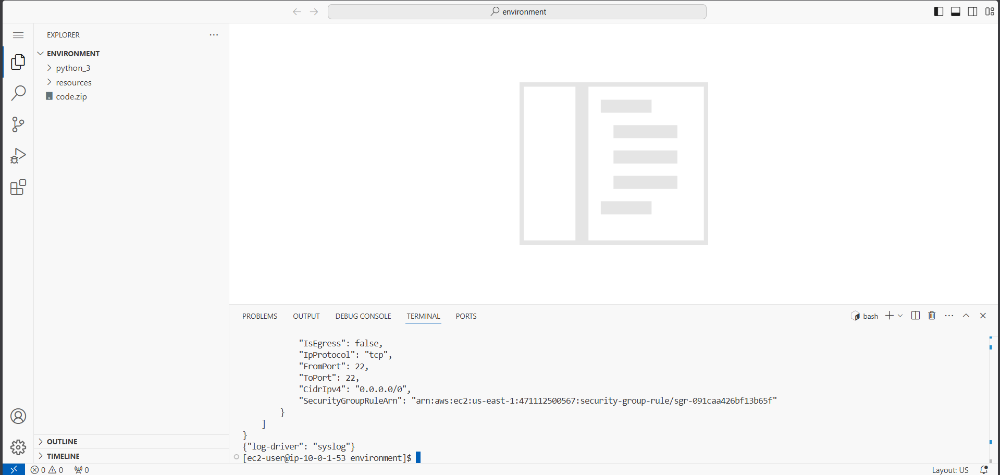 environment
EXPLORER
ENVIRONMENT
python_3
resources
code.zip
OUTLINE
TIMELINE
PROBLEMS OUTPUT DEBUG CONSOLE TERMINAL PORTS
bash
"IsEgress": false,
"IpProtocol": "tcp",
"FromPort": 22,
"ToPort": 22,
"CidrIpv4": "0.0.0.0/0",
"SecurityGroupRuleArn": "arn:aws:ec2:us-east-1:471112500567:security-group-rule/sgr-091caa426bf13b65f"
}
]
}
{"log-driver": "syslog"}
[ec2-user@ip-10-0-1-53 environment]$
0 0 0
Layout: US